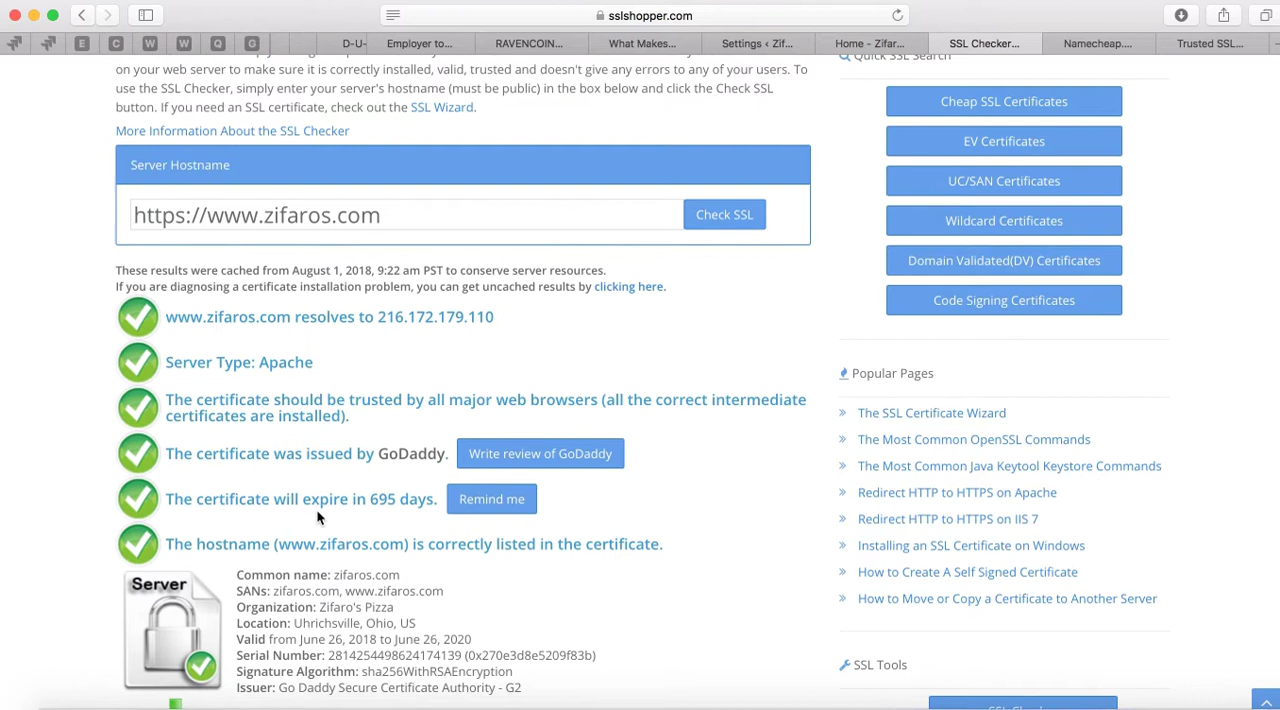 sslshopper.com
E
C
W
W
Q
G
D-U-
Employer to...
RAVENCOIN...
What Makes...
Settings ‹ Zif...
Home - Zifar...
SSL Checker...
Namecheap....
Trusted SSL...
on your web server to make sure it is correctly installed, valid, trusted and doesn't give any errors to any of your users. To
use the SSL Checker, simply enter your server's hostname (must be public) in the box below and click the Check SSL
button. If you need an SSL certificate, check out the SSL Wizard.
More Information About the SSL Checker
Server Hostname
https://www.zifaros.com
Check SSL
These results were cached from August 1, 2018, 9:22 am PST to conserve server resources.
If you are diagnosing a certificate installation problem, you can get uncached results by clicking here.
www.zifaros.com resolves to 216.172.179.110
Server Type: Apache
The certificate should be trusted by all major web browsers (all the correct intermediate
certificates are installed).
The certificate was issued by GoDaddy.
Write review of GoDaddy
The certificate will expire in 695 days.
Remind me
The hostname (www.zifaros.com) is correctly listed in the certificate.
Server
Common name: zifaros.com
SANs: zifaros.com, www.zifaros.com
Organization: Zifaro's Pizza
Location: Uhrichsville, Ohio, US
Valid from June 26, 2018 to June 26, 2020
Serial Number: 2814254498624174139 (0x270e3d8e5209f83b)
Signature Algorithm: sha256WithRSAEncryption
Issuer: Go Daddy Secure Certificate Authority - G2
Quick SSL Search
Cheap SSL Certificates
EV Certificates
UC/SAN Certificates
Wildcard Certificates
Domain Validated(DV) Certificates
Code Signing Certificates
Popular Pages
The SSL Certificate Wizard
The Most Common OpenSSL Commands
The Most Common Java Keytool Keystore Commands
Redirect HTTP to HTTPS on Apache
Redirect HTTP to HTTPS on IIS 7
Installing an SSL Certificate on Windows
How to Create A Self Signed Certificate
How to Move or Copy a Certificate to Another Server
SSL Tools